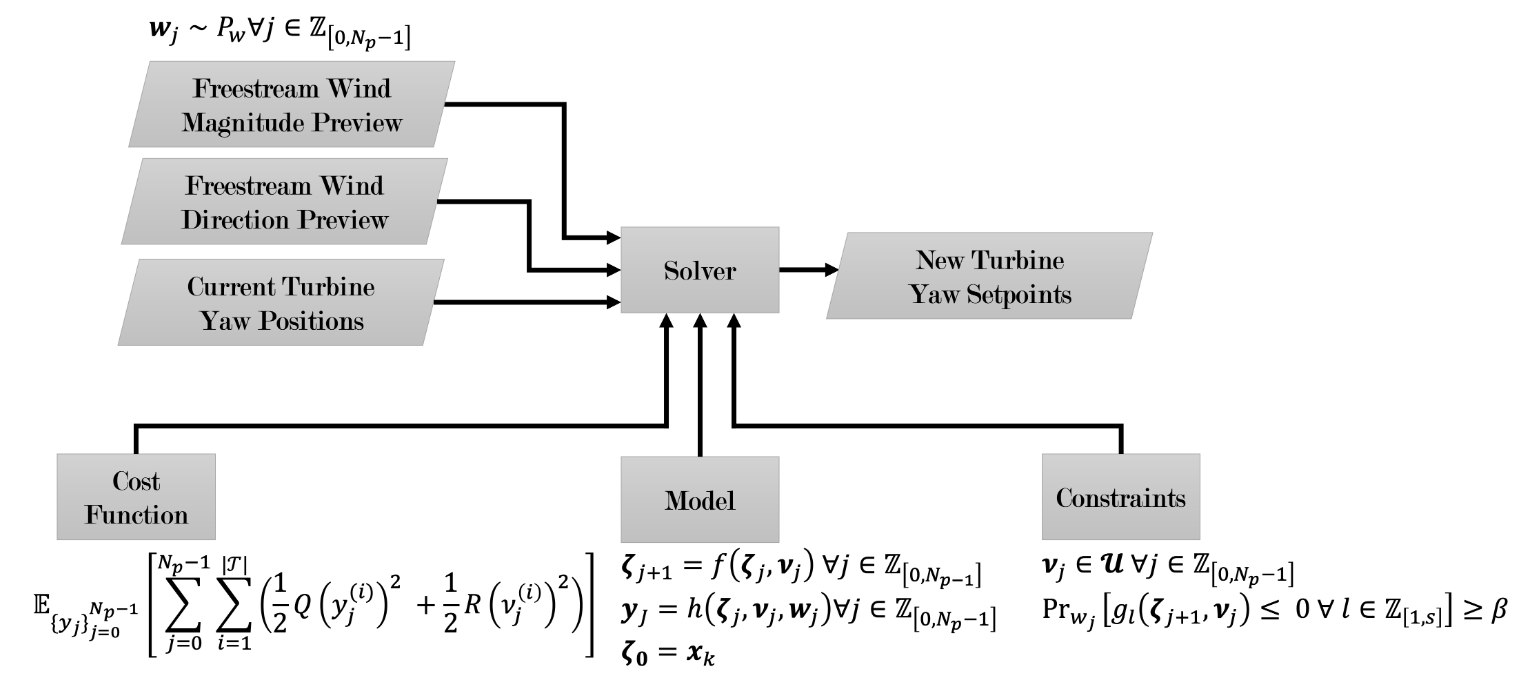 𝒘_j ~ P_w ∀j ∈ ℤ_[0,N_p−1]
Freestream Wind
Magnitude Preview
Freestream Wind
Direction Preview
Current Turbine
Yaw Positions
Solver
New Turbine
Yaw Setpoints
Cost
Function
Model
Constraints
𝔼_{y_j}_{j=0}^{N_p−1} [∑_{j=0}^{N_p−1} ∑_{i=1}^{|𝒯|} (1/2 Q (y_j^(i))^2 + 1/2 R (ν_j^(i))^2)]
𝜻_{j+1} = f(𝜻_j, 𝝂_j) ∀j ∈ ℤ_[0,N_p−1]
𝒚_J = h(𝜻_j, 𝝂_j, 𝒘_j)∀j ∈ ℤ_[0,N_p−1]
𝜻_𝟎 = 𝒙_k
𝝂_j ∈ 𝓤 ∀j ∈ ℤ_[0,N_p−1]
Pr_{w_j} [g_l(𝜻_{j+1}, 𝝂_j) ≤ 0 ∀ l ∈ ℤ_[1,s]] ≥ β